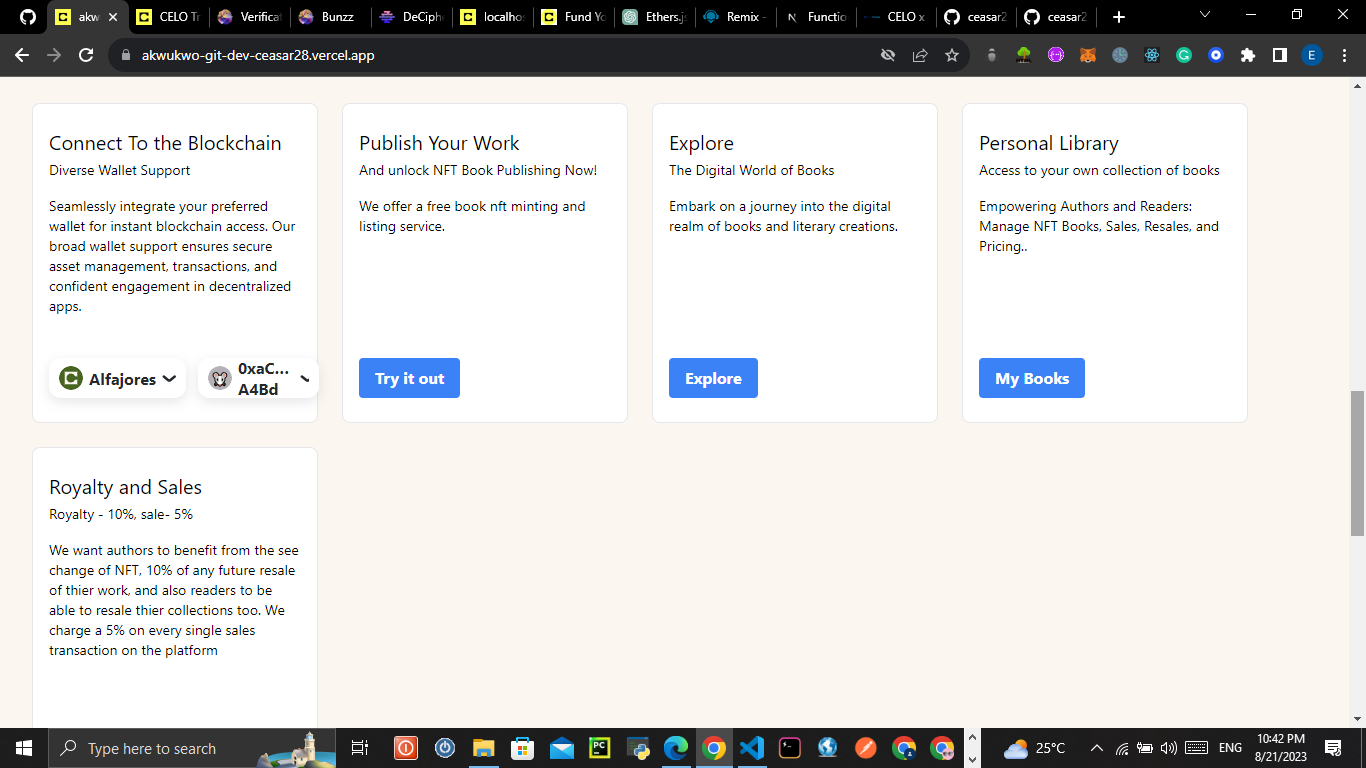 akw
CELO Tr
Verificat
Bunzz
DeCiphe
localhos
Fund Yo
Ethers.js
Remix -
Functio
CELO x
ceasar2
ceasar2
akwukwo-git-dev-ceasar28.vercel.app
E
Connect To the Blockchain
Diverse Wallet Support
Seamlessly integrate your preferred
wallet for instant blockchain access. Our
broad wallet support ensures secure
asset management, transactions, and
confident engagement in decentralized
apps.
Alfajores
0xaC...
A4Bd
Publish Your Work
And unlock NFT Book Publishing Now!
We offer a free book nft minting and
listing service.
Try it out
Explore
The Digital World of Books
Embark on a journey into the digital
realm of books and literary creations.
Explore
Personal Library
Access to your own collection of books
Empowering Authors and Readers:
Manage NFT Books, Sales, Resales, and
Pricing..
My Books
Royalty and Sales
Royalty - 10%, sale- 5%
We want authors to benefit from the see
change of NFT, 10% of any future resale
of thier work, and also readers to be
able to resale thier collections too. We
charge a 5% on every single sales
transaction on the platform
Type here to search
PC
25°C
ENG
10:42 PM
8/21/2023